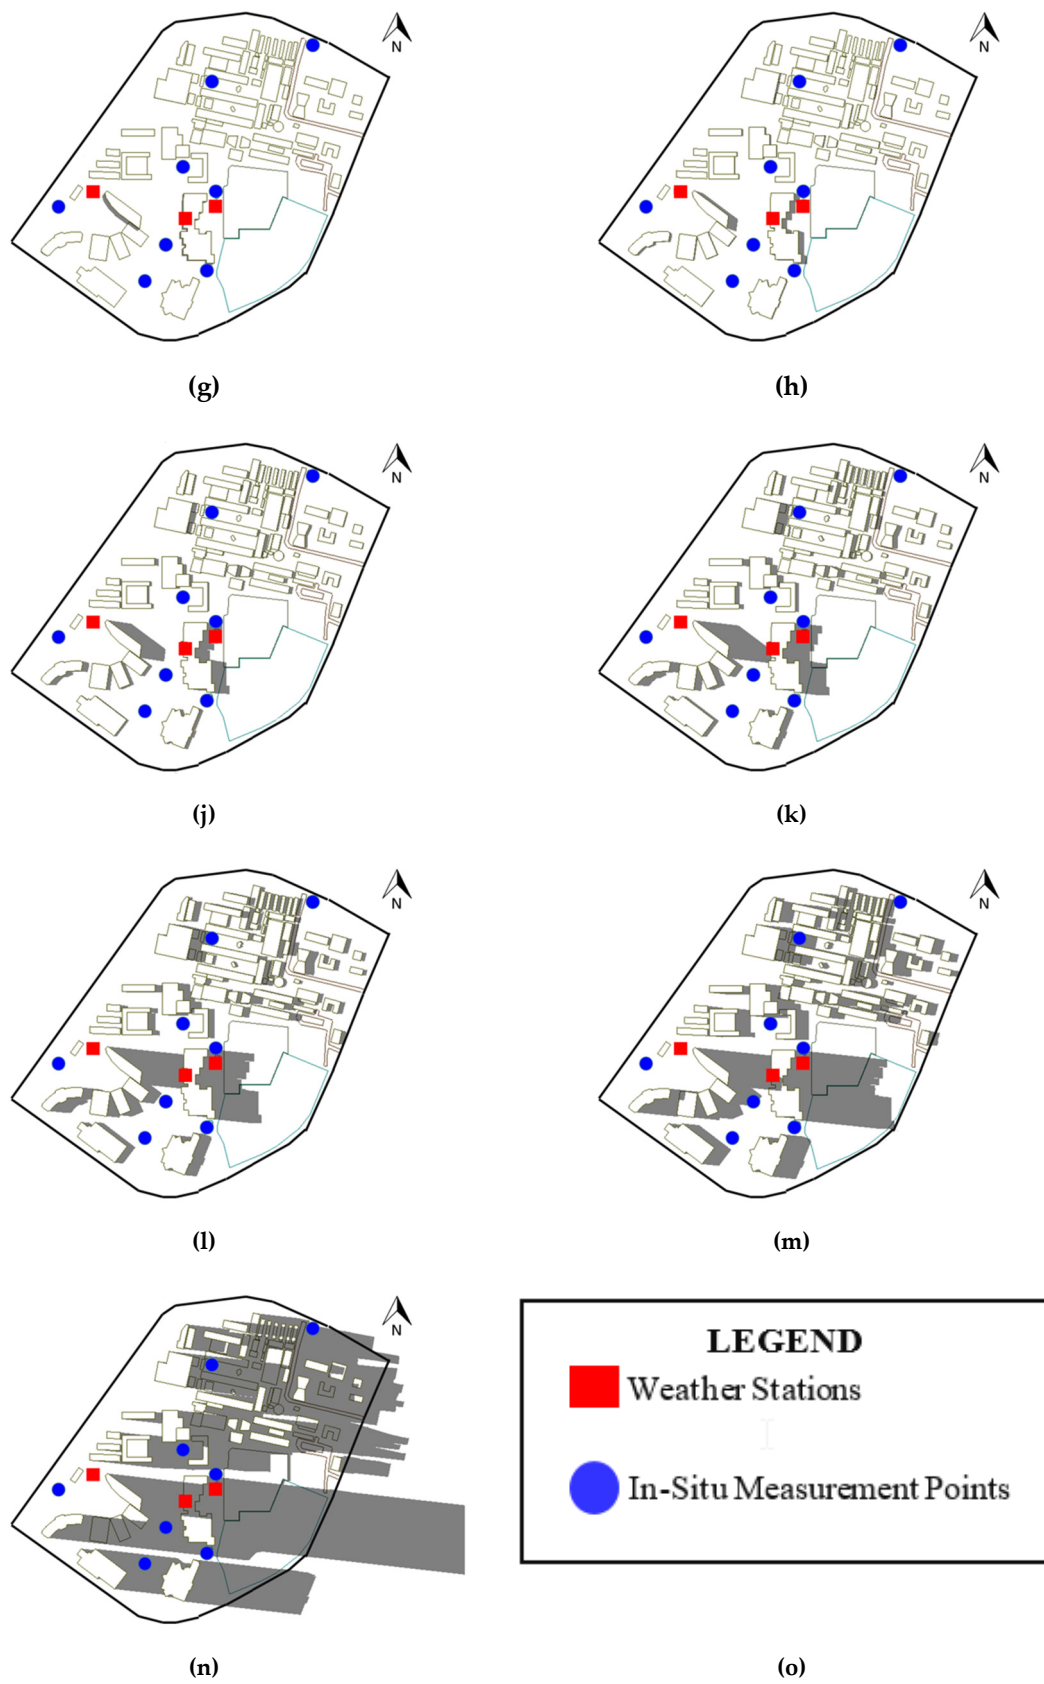 N
N
(g)
(h)
N
N
(j)
(k)
N
N
(l)
(m)
N
LEGEND
Weather Stations
In-Situ Measurement Points
(n)
(o)